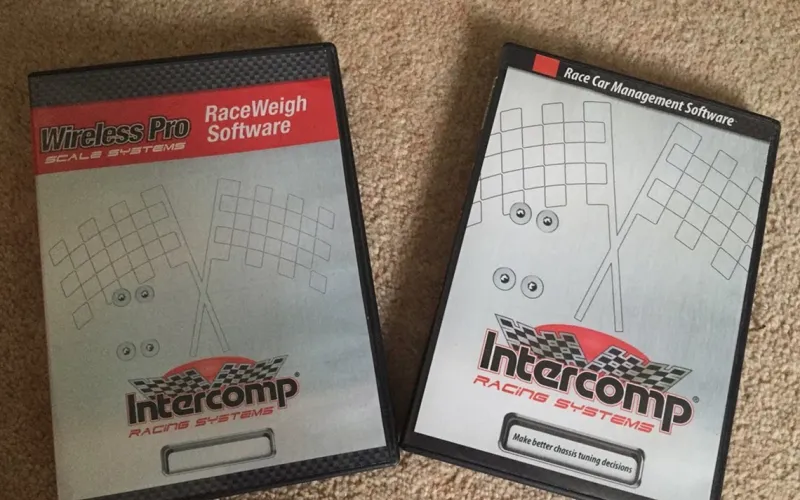 Wireless Pro
SCALE SYSTEMS
RaceWeigh
Software
Intercomp®
RACING SYSTEMS
Race Car Management Software
Intercomp®
RACING SYSTEMS
Make better chassis tuning decisions